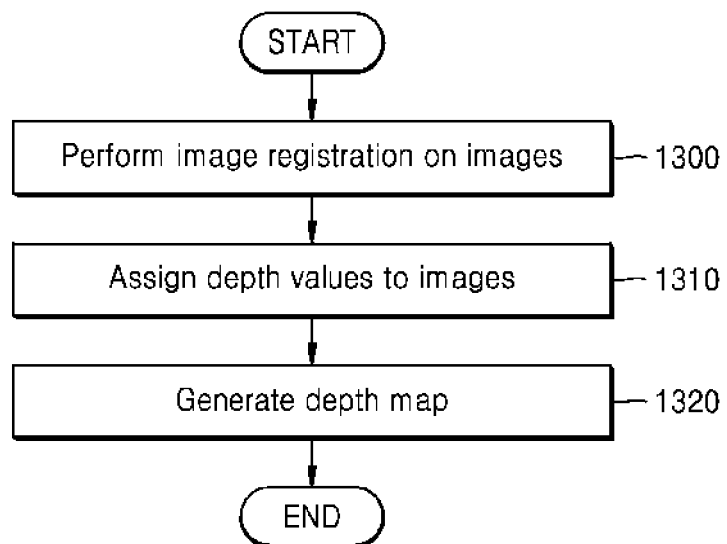 START
Perform image registration on images
1300
Assign depth values to images
1310
Generate depth map
1320
END